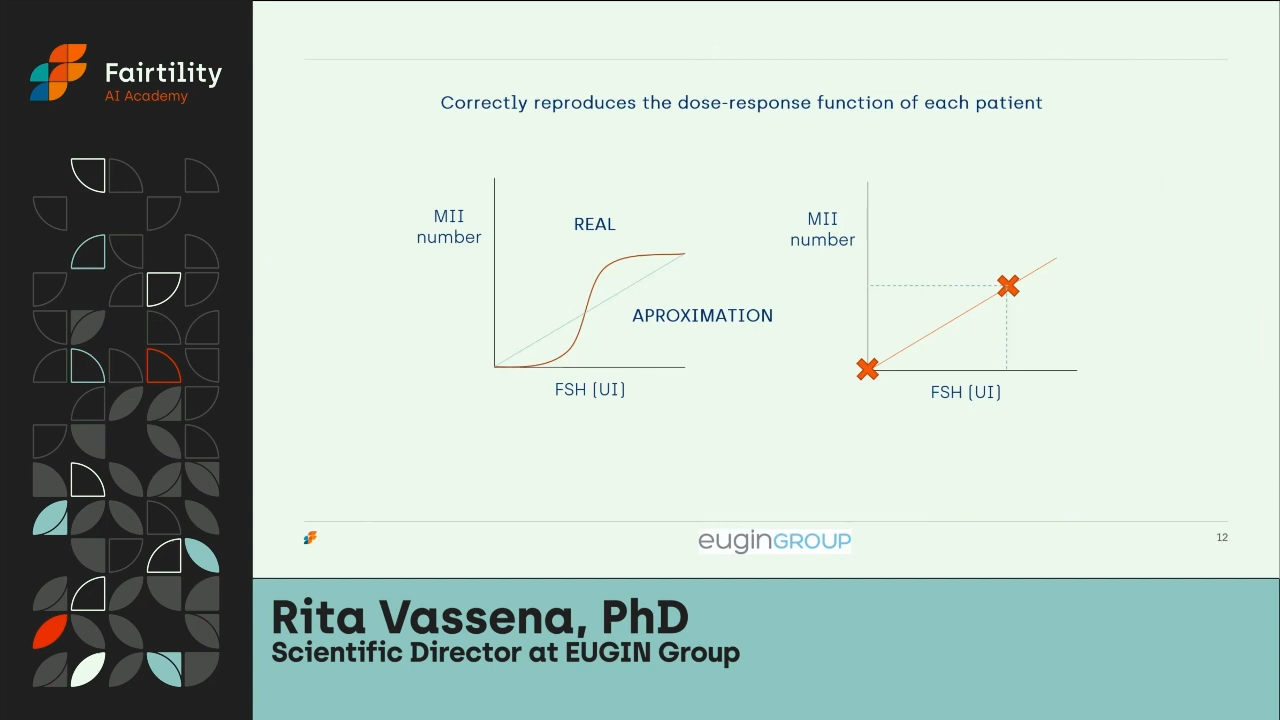 Fairtility
AI Academy
Correctly reproduces the dose-response function of each patient
MII
number
REAL
APROXIMATION
FSH (UI)
MII
number
FSH (UI)
euginGROUP
12
Rita Vassena, PhD
Scientific Director at EUGIN Group